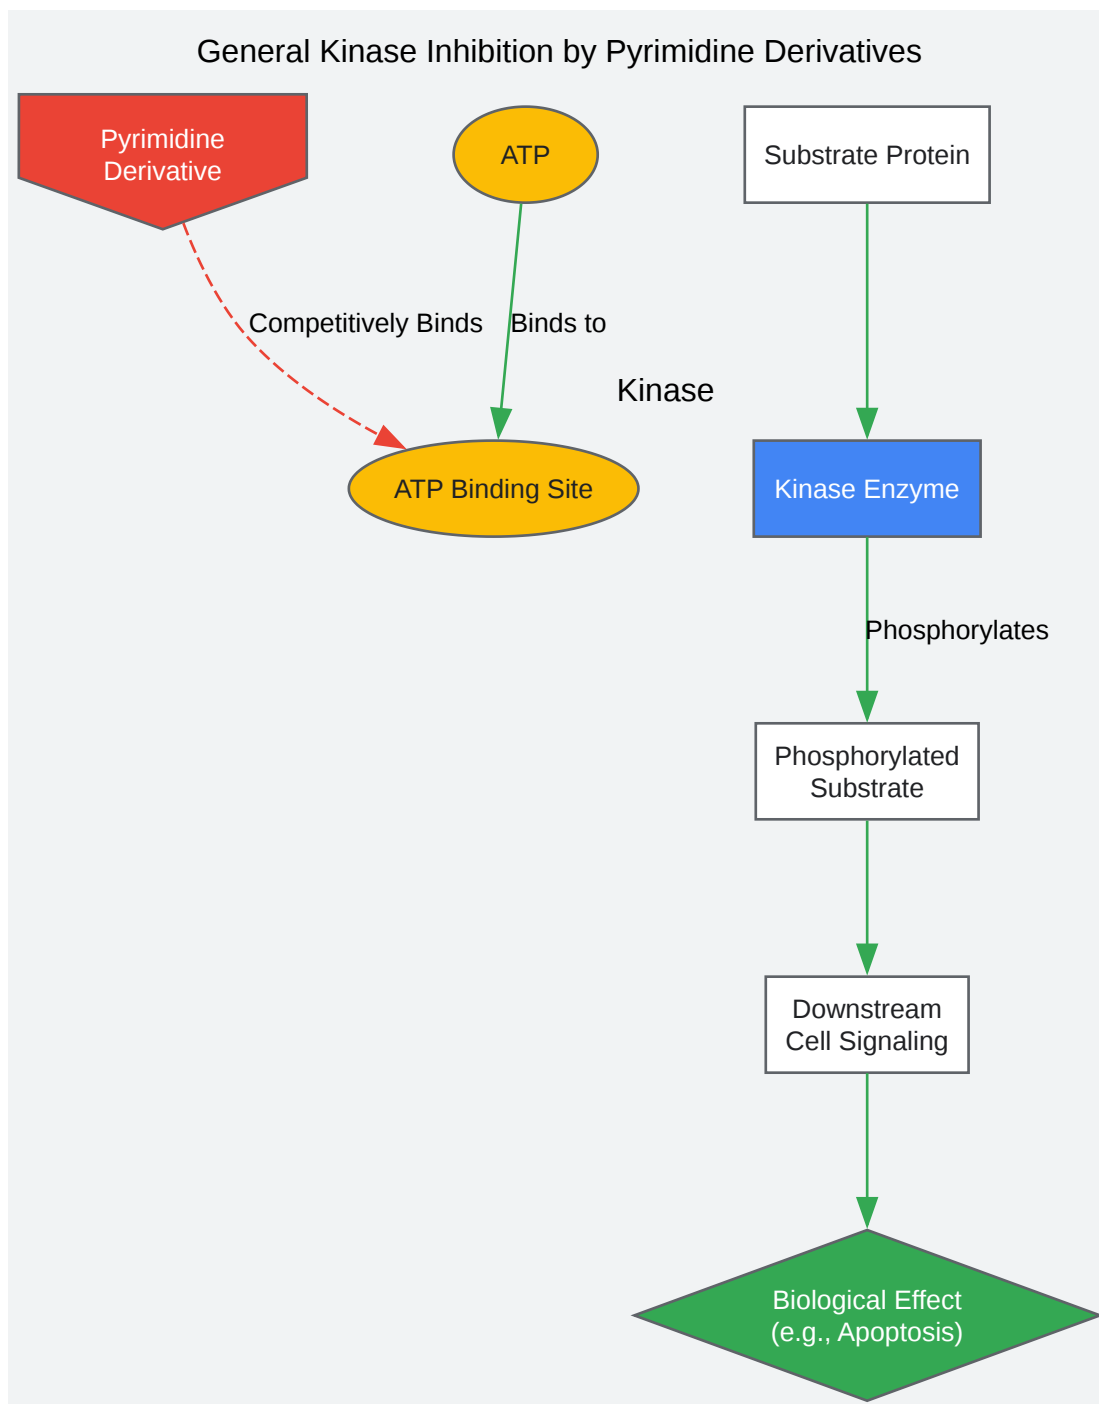 General Kinase Inhibition by Pyrimidine Derivatives
Pyrimidine
Derivative
ATP
Substrate Protein
Competitively Binds
Binds to
Kinase
ATP Binding Site
Kinase Enzyme
Phosphorylates
Phosphorylated
Substrate
Downstream
Cell Signaling
Biological Effect
(e.g., Apoptosis)